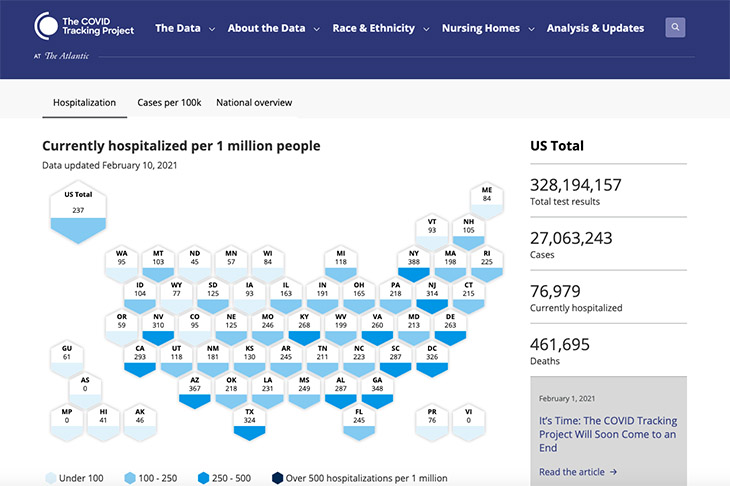 The COVID
Tracking Project
The Data
About the Data
Race & Ethnicity
Nursing Homes
Analysis & Updates
AT The Atlantic
Hospitalization
Cases per 100k
National overview
Currently hospitalized per 1 million people
Data updated February 10, 2021
US Total
237
ME
84
VT
93
NH
105
WA
95
MT
103
ND
45
MN
57
WI
84
MI
118
NY
388
MA
198
RI
225
ID
104
WY
77
SD
125
IA
93
IL
163
IN
191
OH
165
PA
218
NJ
314
CT
215
OR
59
NV
310
CO
95
NE
125
MO
246
KY
268
WV
199
VA
260
MD
213
DE
263
GU
61
CA
293
UT
118
NM
181
KS
130
AR
245
TN
211
NC
223
SC
287
DC
326
AS
0
AZ
367
OK
218
LA
231
MS
249
AL
287
GA
348
MP
0
HI
41
AK
46
TX
324
FL
245
PR
76
VI
0
Under 100
100 - 250
250 - 500
Over 500 hospitalizations per 1 million
US Total
328,194,157
Total test results
27,063,243
Cases
76,979
Currently hospitalized
461,695
Deaths
February 1, 2021
It's Time: The COVID Tracking
Project Will Soon Come to an
End
Read the article →